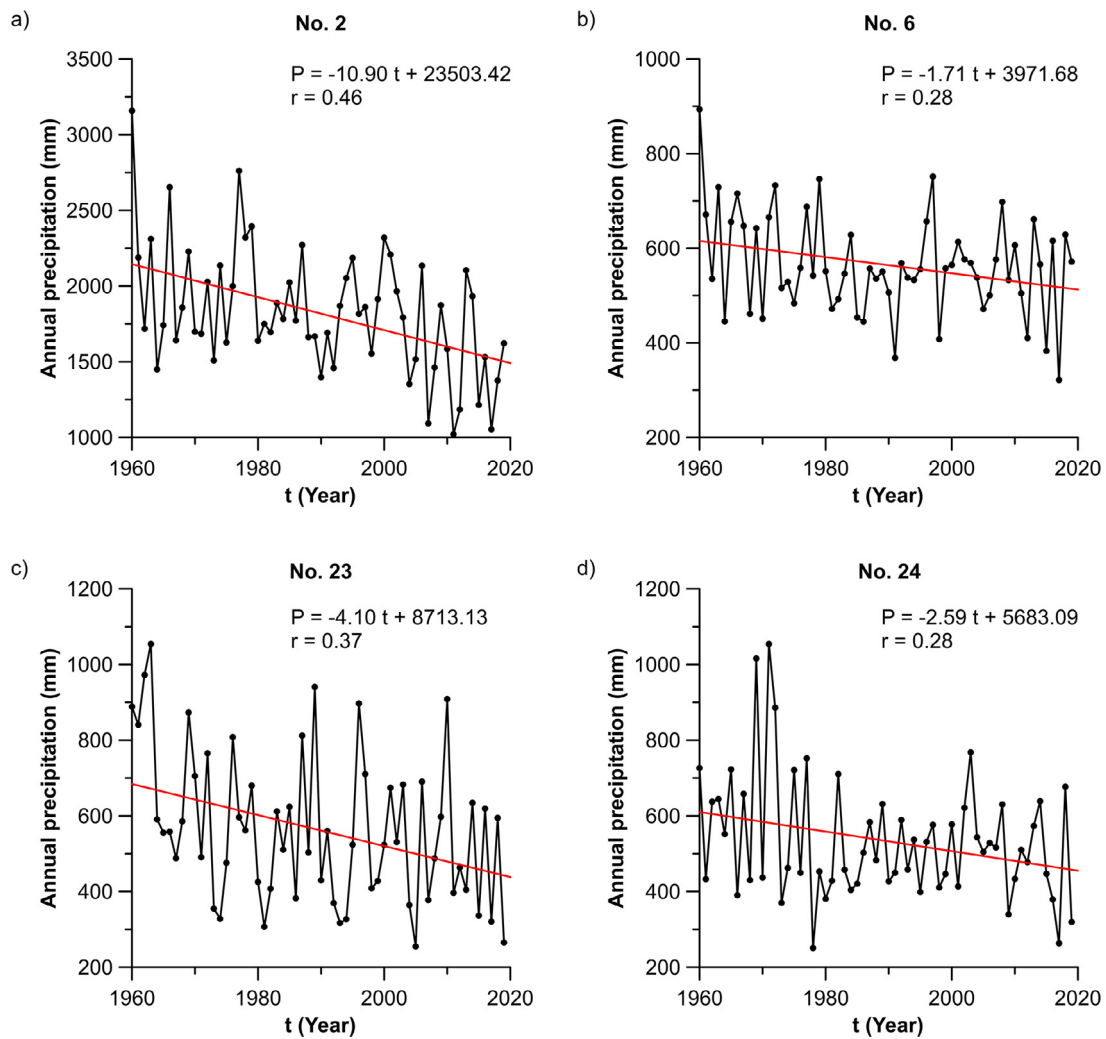 a)
No. 2
P = -10.90 t + 23503.42
r = 0.46
Annual precipitation (mm)
3500
3000
2500
2000
1500
1000
1960
1980
2000
2020
t (Year)
b)
No. 6
P = -1.71 t + 3971.68
r = 0.28
Annual precipitation (mm)
1000
800
600
400
200
1960
1980
2000
2020
t (Year)
c)
No. 23
P = -4.10 t + 8713.13
r = 0.37
Annual precipitation (mm)
1200
1000
800
600
400
200
1960
1980
2000
2020
t (Year)
d)
No. 24
P = -2.59 t + 5683.09
r = 0.28
Annual precipitation (mm)
1200
1000
800
600
400
200
1960
1980
2000
2020
t (Year)